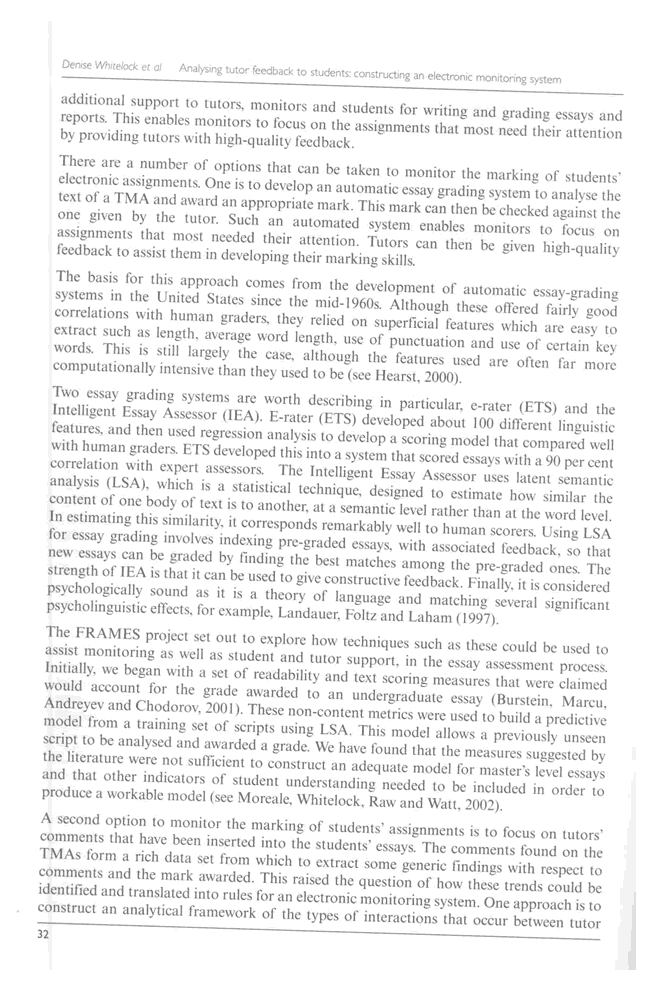 Denise Whitelock et al Analysing tutor feedback to students: constructing an electronic monitoring system
additional support to tutors, monitors and students for writing and grading essays and
reports. This enables monitors to focus on the assignments that most need their attention
by providing tutors with high-quality feedback.
There are a number of options that can be taken to monitor the marking of students'
electronic assignments. One is to develop an automatic essay grading system to analyse the
text of a TMA and award an appropriate mark. This mark can then be checked against the
one given by the tutor. Such an automated system enables monitors to focus on
assignments that most needed their attention. Tutors can then be given high-quality
feedback to assist them in developing their marking skills.
The basis for this approach comes from the development of automatic essay-grading
systems in the United States since the mid-1960s. Although these offered fairly good
correlations with human graders, they relied on superficial features which are easy to
extract such as length, average word length, use of punctuation and use of certain key
words. This is still largely the case, although the features used are often far more
computationally intensive than they used to be (see Hearst, 2000).
Two essay grading systems are worth describing in particular, e-rater (ETS) and the
Intelligent Essay Assessor (IEA). E-rater (ETS) developed about 100 different linguistic
features, and then used regression analysis to develop a scoring model that compared well
with human graders. ETS developed this into a system that scored essays with a 90 per cent
correlation with expert assessors. The Intelligent Essay Assessor uses latent semantic
analysis (LSA), which is a statistical technique, designed to estimate how similar the
content of one body of text is to another, at a semantic level rather than at the word level.
In estimating this similarity, it corresponds remarkably well to human scorers. Using LSA
for essay grading involves indexing pre-graded essays, with associated feedback, so that
new essays can be graded by finding the best matches among the pre-graded ones. The
strength of IEA is that it can be used to give constructive feedback. Finally, it is considered
psychologically sound as it is a theory of language and matching several significant
psycholinguistic effects, for example, Landauer, Foltz and Laham (1997).
The FRAMES project set out to explore how techniques such as these could be used to
assist monitoring as well as student and tutor support, in the essay assessment process.
Initially, we began with a set of readability and text scoring measures that were claimed
would account for the grade awarded to an undergraduate essay (Burstein, Marcu,
Andreyev and Chodorov, 2001). These non-content metrics were used to build a predictive
model from a training set of scripts using LSA. This model allows a previously unseen
script to be analysed and awarded a grade. We have found that the measures suggested by
the literature were not sufficient to construct an adequate model for master's level essays
and that other indicators of student understanding needed to be included in order to
produce a workable model (see Moreale, Whitelock, Raw and Watt, 2002).
A second option to monitor the marking of students' assignments is to focus on tutors'
comments that have been inserted into the students' essays. The comments found on the
TMAs form a rich data set from which to extract some generic findings with respect to
comments and the mark awarded. This raised the question of how these trends could be
identified and translated into rules for an electronic monitoring system. One approach is to
construct an analytical framework of the types of interactions that occur between tutor
32